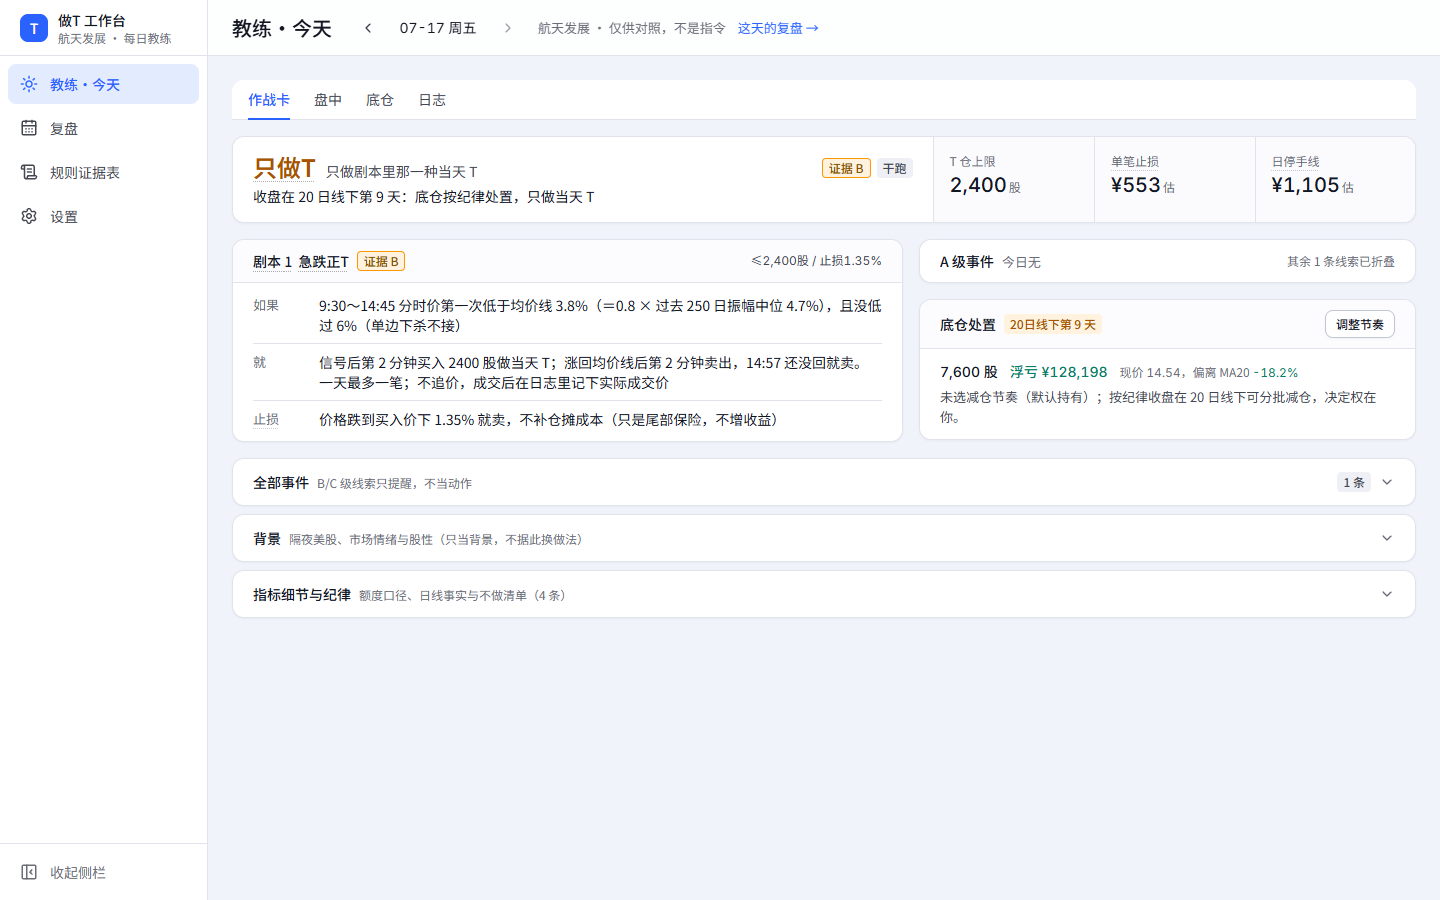 T
做T 工作台
航天发展 · 每日教练
教练·今天
复盘
规则证据表
设置
收起侧栏
教练·今天
07-17 周五
航天发展 · 仅供对照，不是指令
这天的复盘→
作战卡
盘中
底仓
日志
只做T 只做剧本里那一种当天 T
证据 B
干跑
收盘在 20 日线下第 9 天：底仓按纪律处置，只做当天 T
T 仓上限
2,400股
单笔止损
¥553估
日停手线
¥1,105估
剧本 1 急跌正T 证据 B
≤2,400股 / 止损1.35%
如果
9:30～14:45 分时价第一次低于均价线 3.8%（＝0.8 × 过去 250 日振幅中位 4.7%），且没低
过 6%（单边下杀不接）
就
信号后第 2 分钟买入 2400 股做当天 T；涨回均价线后第 2 分钟卖出，14:57 还没回就卖。
一天最多一笔；不追价，成交后在日志里记下实际成交价
止损
价格跌到买入价下 1.35% 就卖，不补仓摊成本（只是尾部保险，不增收益）
A 级事件 今日无
其余 1 条线索已折叠
底仓处置 20日线下第 9 天
调整节奏
7,600 股 浮亏 ¥128,198 现价 14.54，偏离 MA20 -18.2%
未选减仓节奏（默认持有）；按纪律收盘在 20 日线下可分批减仓，决定权在
你。
全部事件 B/C 级线索只提醒，不当动作
1 条
背景 隔夜美股、市场情绪与股性（只当背景，不据此换做法）
指标细节与纪律 额度口径、日线事实与不做清单（4 条）